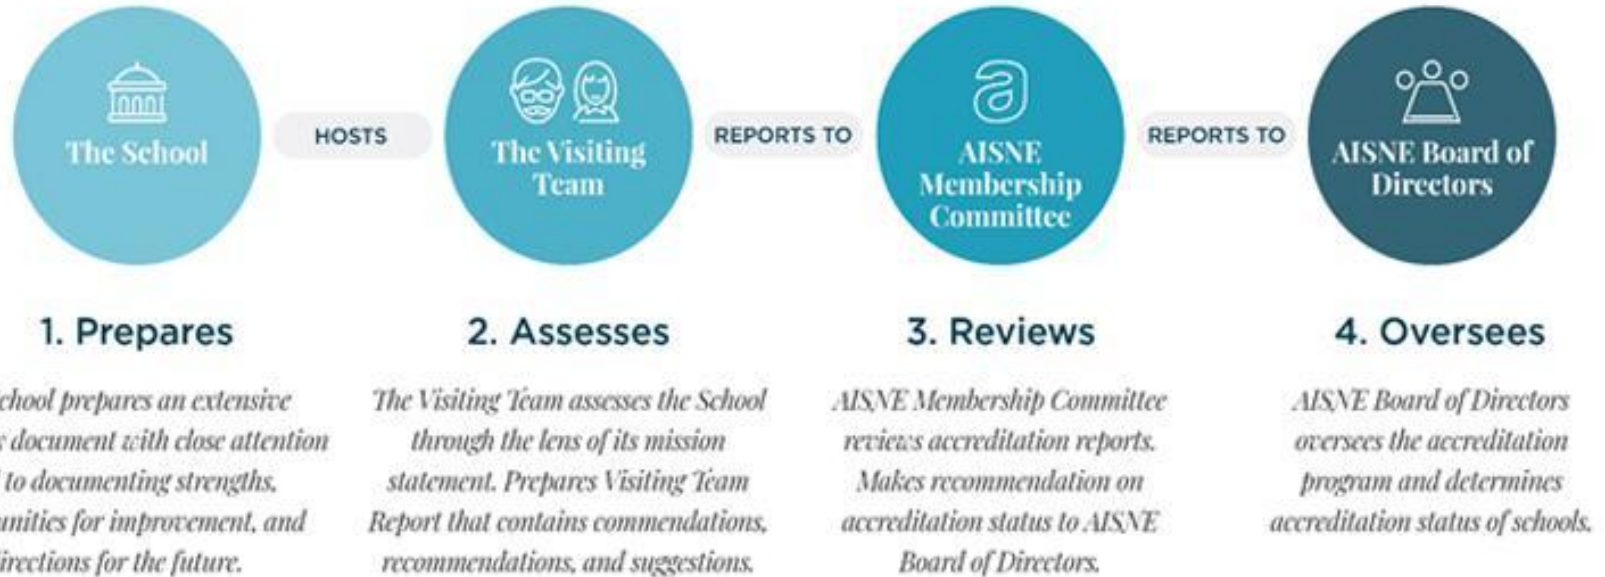 The School
HOSTS
The Visiting
Team
REPORTS TO
AISNE
Membership
Committee
REPORTS TO
AISNE Board of
Directors
1. Prepares
chool prepares an extensive
s document with close attention
to documenting strengths,
unities for improvement, and
irections for the future.
2. Assesses
The Visiting Team assesses the School
through the lens of its mission
statement. Prepares Visiting Team
Report that contains commendations,
recommendations, and suggestions.
3. Reviews
AISNE Membership Committee
reviews accreditation reports.
Makes recommendation on
accreditation status to AISNE
Board of Directors.
4. Oversees
AISNE Board of Directors
oversees the accreditation
program and determines
accreditation status of schools.